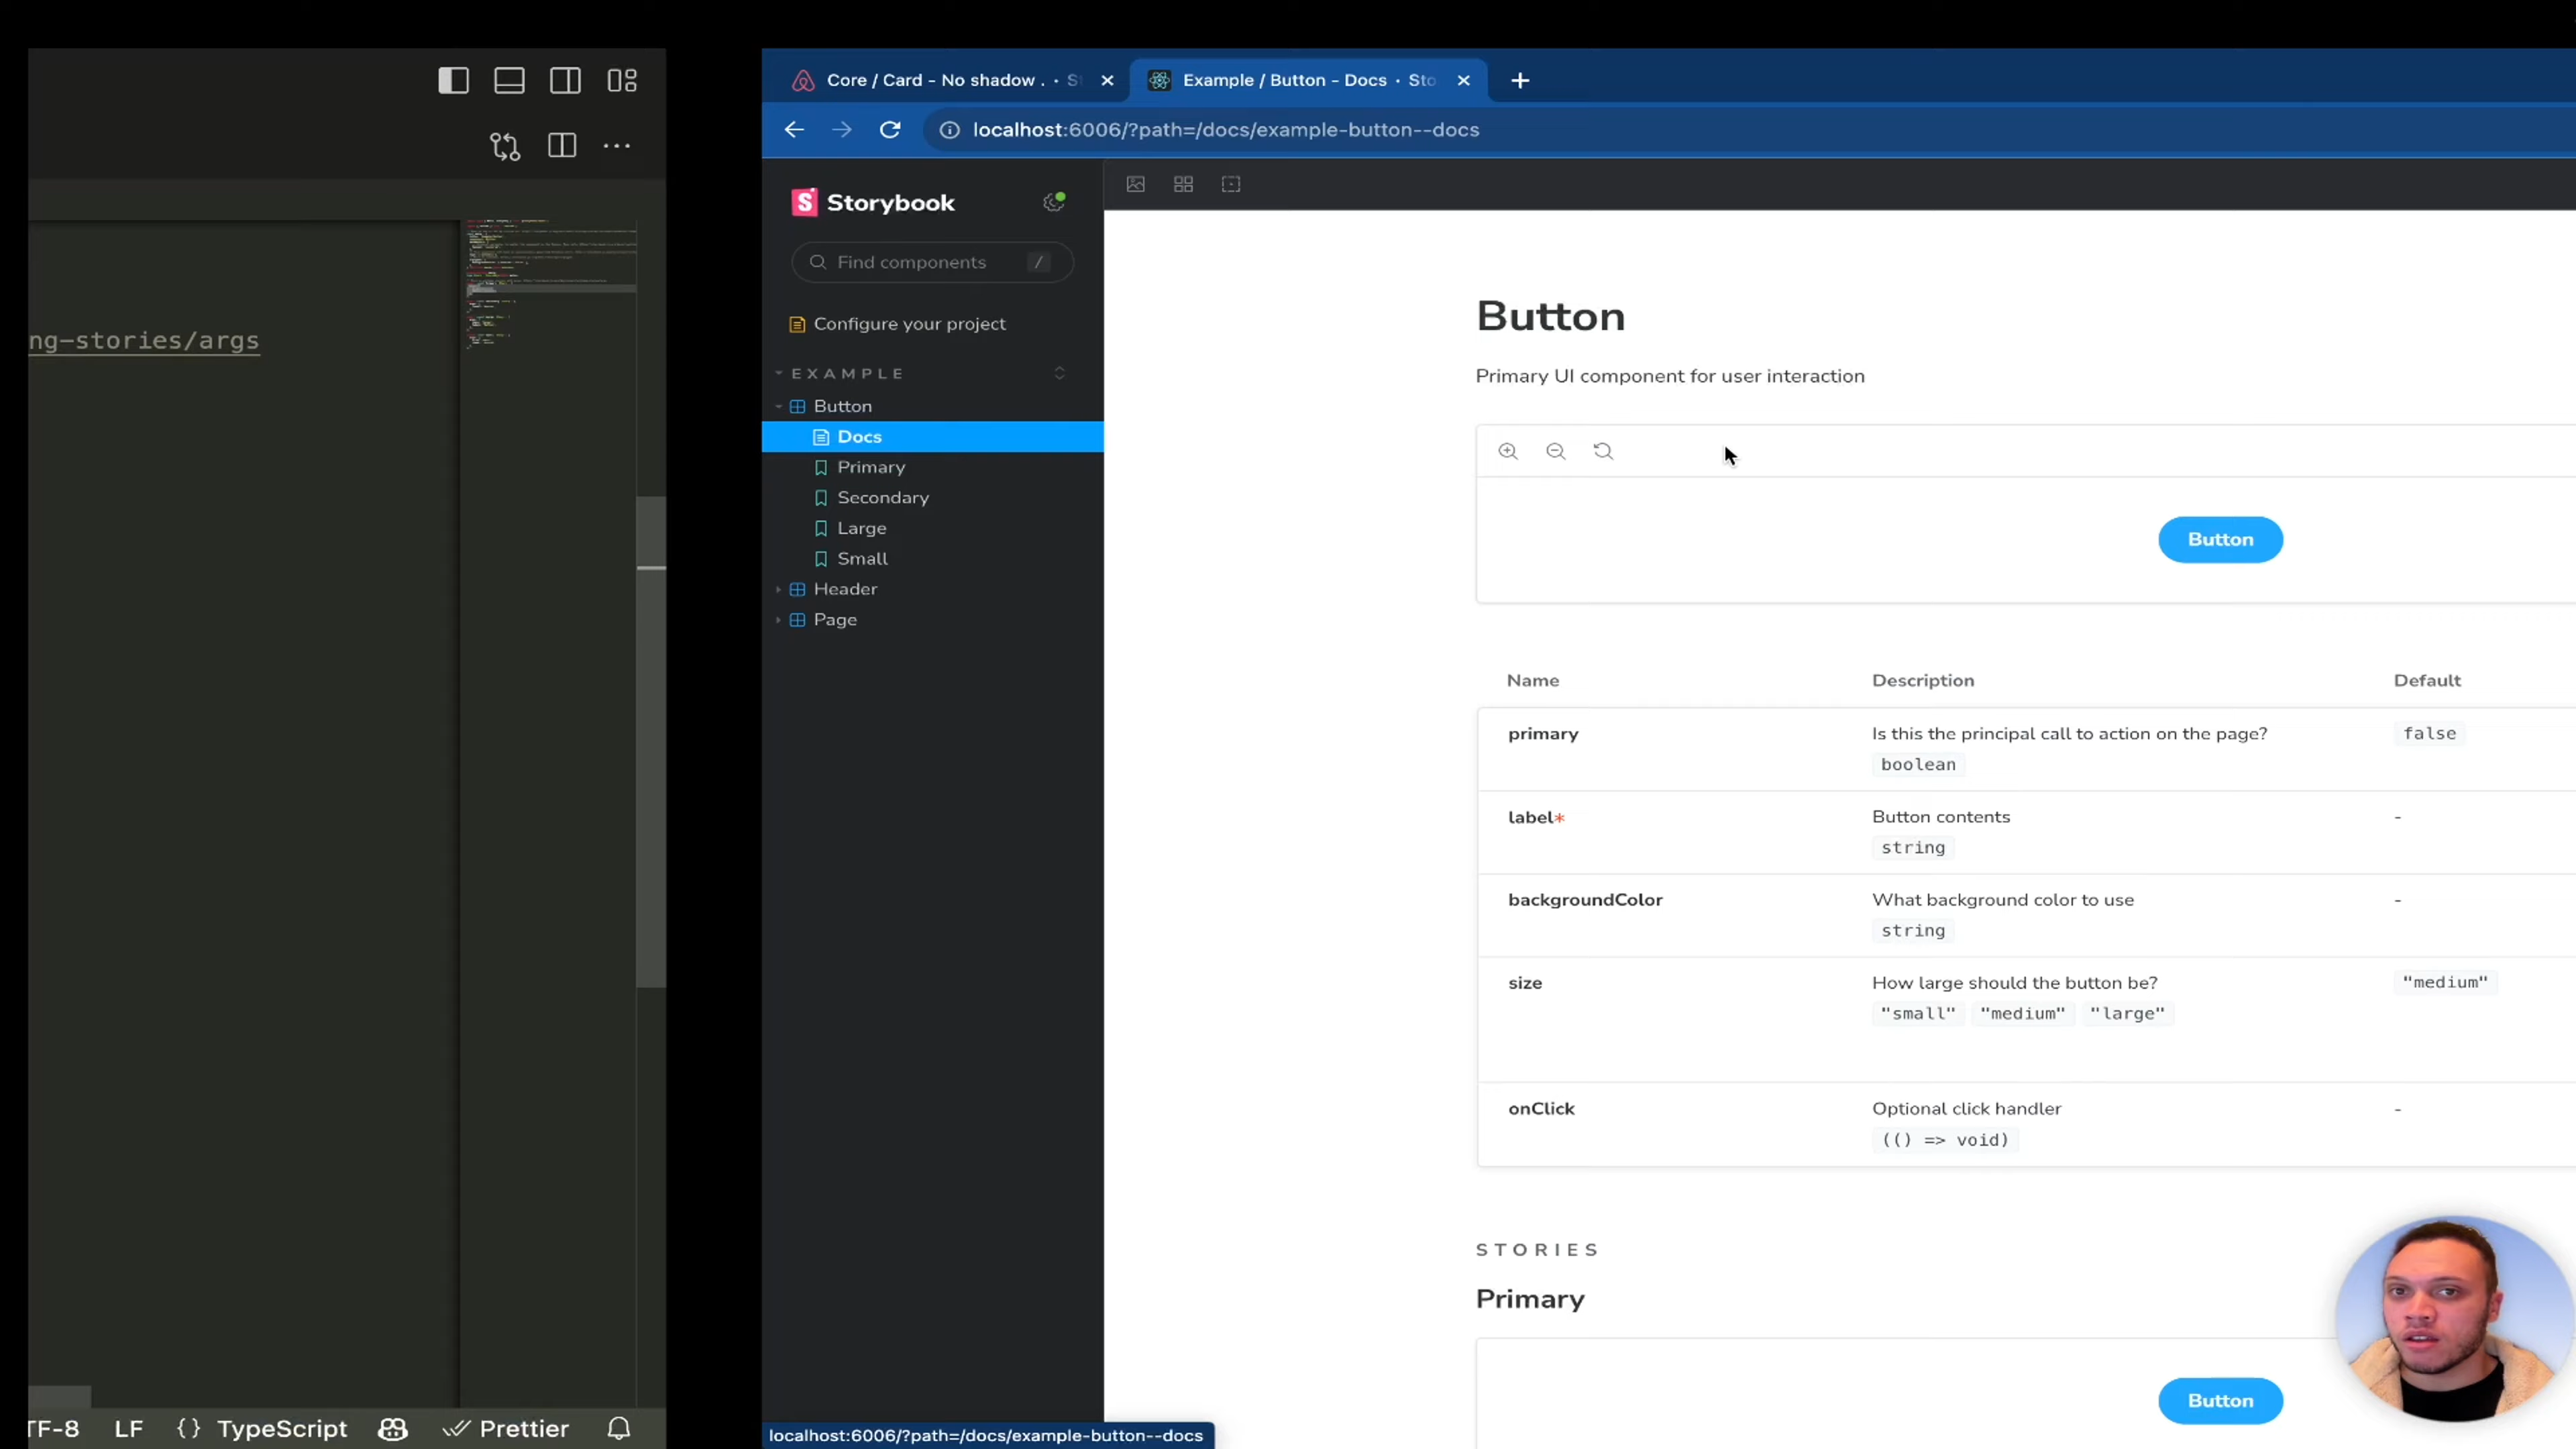 ng-stories/args
TF-8 LF {} TypeScript Prettier
Core / Card - No shadow . · St
Example / Button - Docs · Sto
localhost:6006/?path=/docs/example-button--docs
Storybook
Find components /
Configure your project
EXAMPLE
Button
Docs
Primary
Secondary
Large
Small
Header
Page
Button
Primary UI component for user interaction
Button
Name Description Default
primary Is this the principal call to action on the page? false
boolean
label* Button contents -
string
backgroundColor What background color to use -
string
size How large should the button be? "medium"
"small" "medium" "large"
onClick Optional click handler -
(() => void)
STORIES
Primary
Button
localhost:6006/?path=/docs/example-button--docs